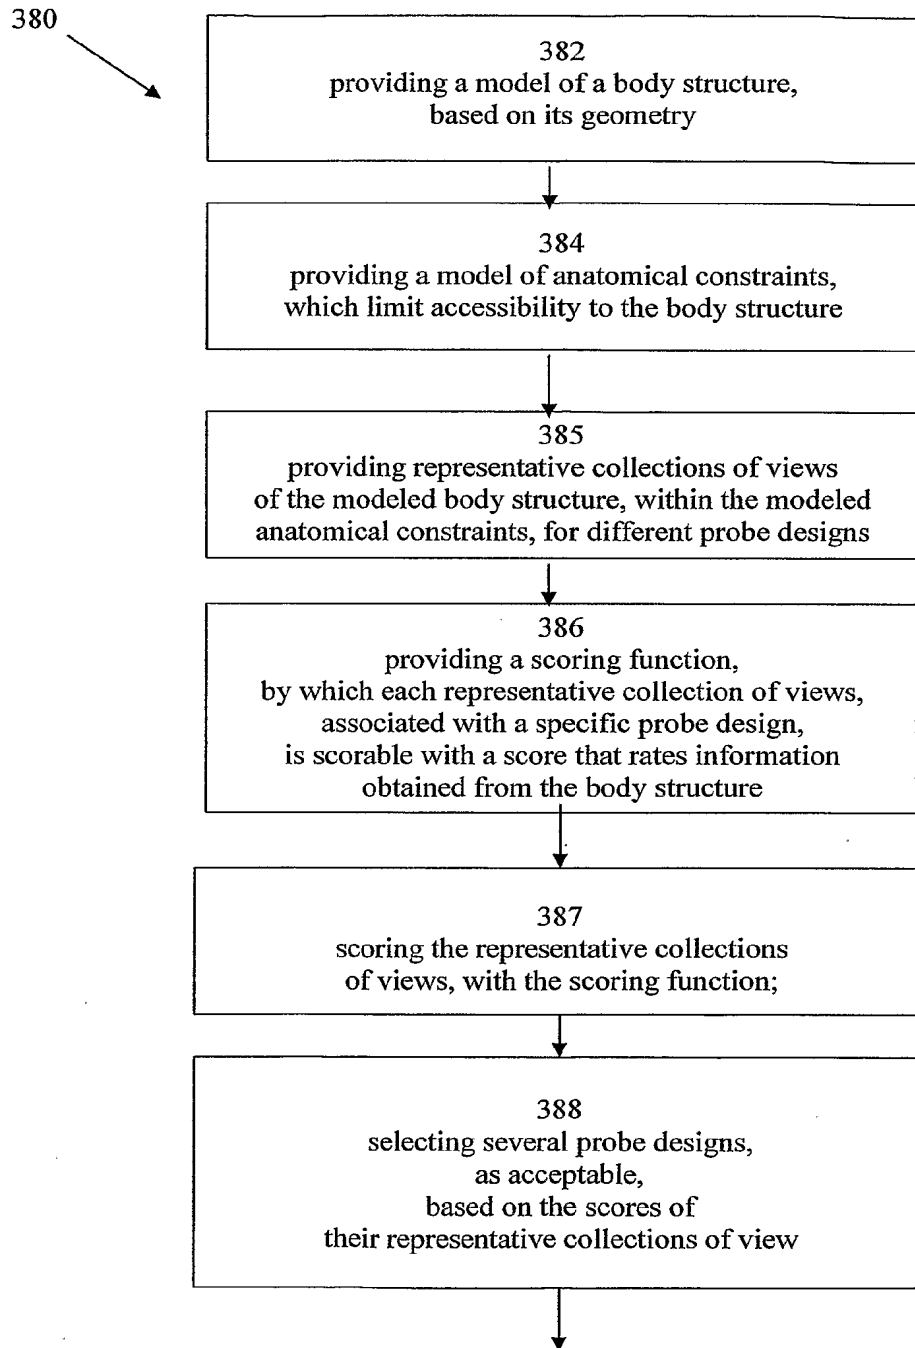 380
382
providing a model of a body structure,
based on its geometry
384
providing a model of anatomical constraints,
which limit accessibility to the body structure
385
providing representative collections of views
of the modeled body structure, within the modeled
anatomical constraints, for different probe designs
386
providing a scoring function,
by which each representative collection of views,
associated with a specific probe design,
is scorable with a score that rates information
obtained from the body structure
387
scoring the representative collections
of views, with the scoring function;
388
selecting several probe designs,
as acceptable,
based on the scores of
their representative collections of view